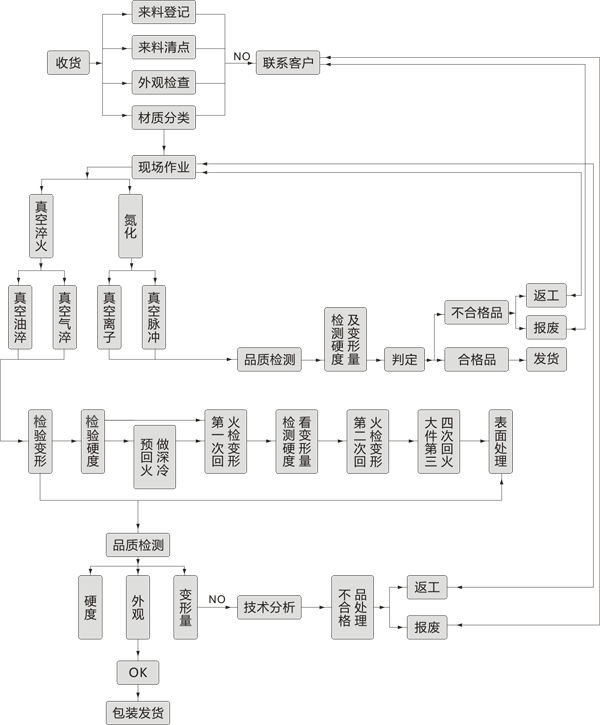 来料登记
来料清点
收货
NO
联系客户
外观检查
材质分类
现场作业
真空淬火
氮化
真空油淬
真空气淬
真空离子
真空脉冲
品质检测
检测硬度
及变形量
判定
不合格品
返工
报废
合格品
发货
检验变形
检验硬度
预回火
做深冷
第一次回
火检变形
检测硬度
看变形量
第二次回
火检变形
大件第三
四次回火
表面处理
品质检测
硬度
外观
变形量
NO
技术分析
不合格
品处理
返工
报废
OK
包装发货